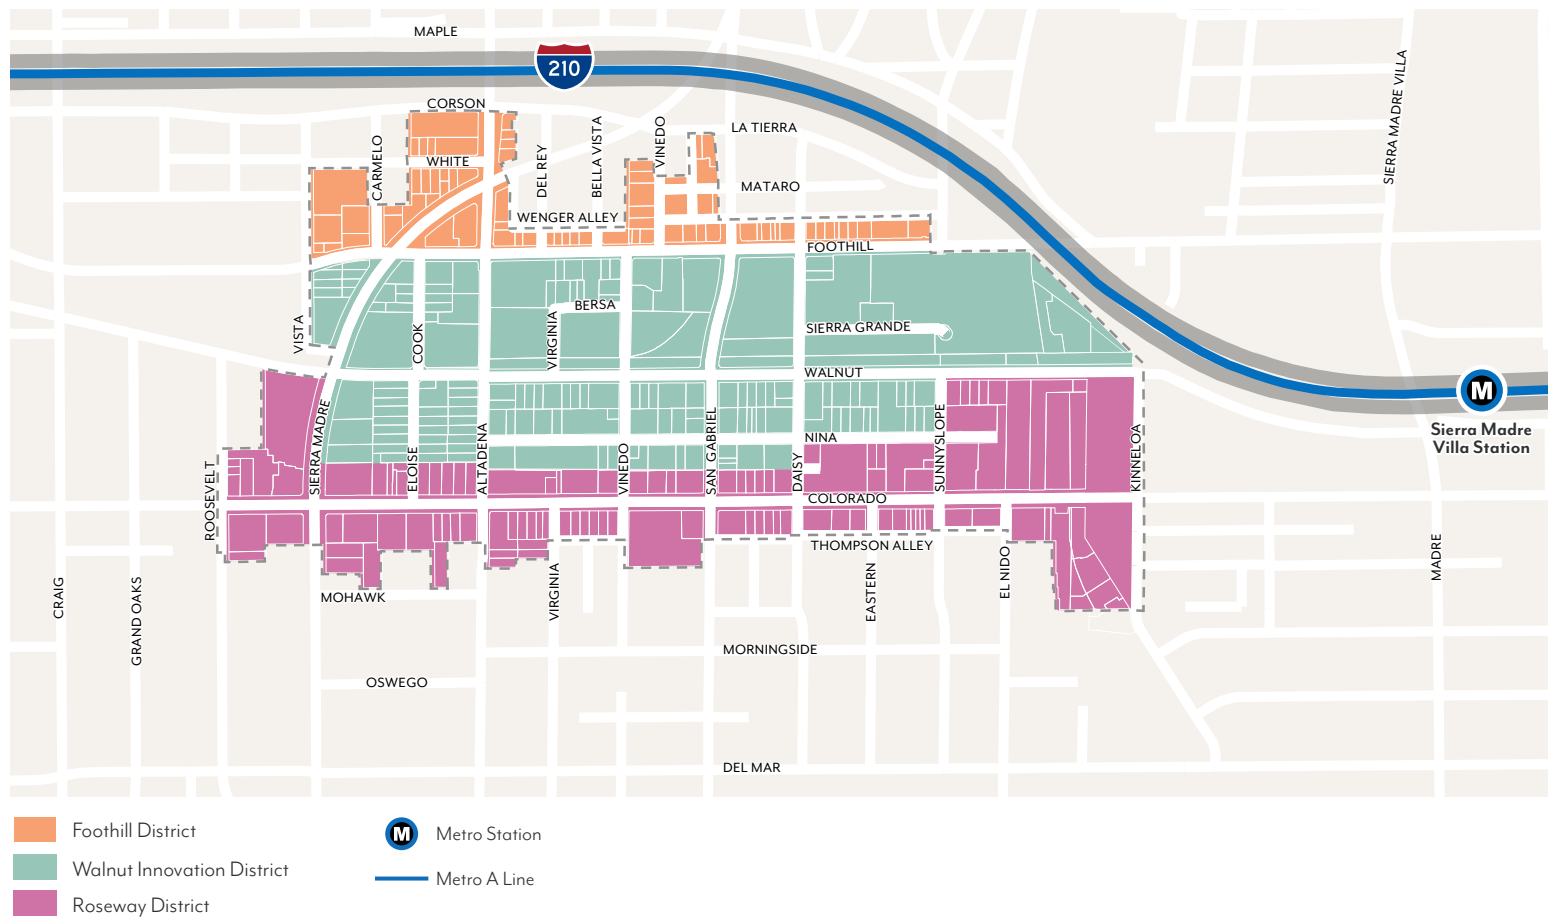 MAPLE
210
SIERRA MADRE VILLA
CORSON
LA TIERRA
CARMELO
WHITE
DEL REY
BELLA VISTA
VINEDO
MATARO
WENGER ALLEY
FOOTHILL
VISTA
COOK
VIRGINIA
BERSA
SIERRA GRANDE
WALNUT
M
Sierra Madre
Villa Station
SIERRA MADRE
ELOISE
ALTADENA
VINEDO
SAN GABRIEL
NINA
DAISY
SUNNYSLOPE
KINNELOA
ROOSEVELT
COLORADO
THOMPSON ALLEY
CRAIG
GRAND OAKS
MOHAWK
VIRGINIA
EASTERN
EL NIDO
MADRE
MORNINGSIDE
OSWEGO
DEL MAR
Foothill District
M Metro Station
Walnut Innovation District
Metro A Line
Roseway District